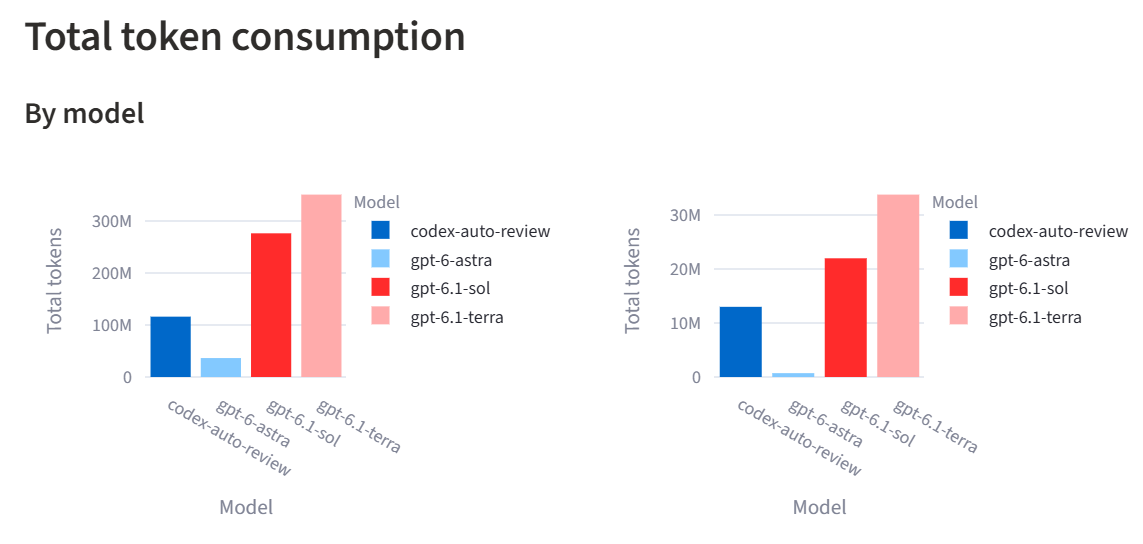 Total token consumption
By model
Total tokens
300M
200M
100M
0
codex-auto-review
gpt-6-astra
gpt-6.1-sol
gpt-6.1-terra
Model
Model
codex-auto-review
gpt-6-astra
gpt-6.1-sol
gpt-6.1-terra
Total tokens
30M
20M
10M
0
codex-auto-review
gpt-6-astra
gpt-6.1-sol
gpt-6.1-terra
Model
Model
codex-auto-review
gpt-6-astra
gpt-6.1-sol
gpt-6.1-terra